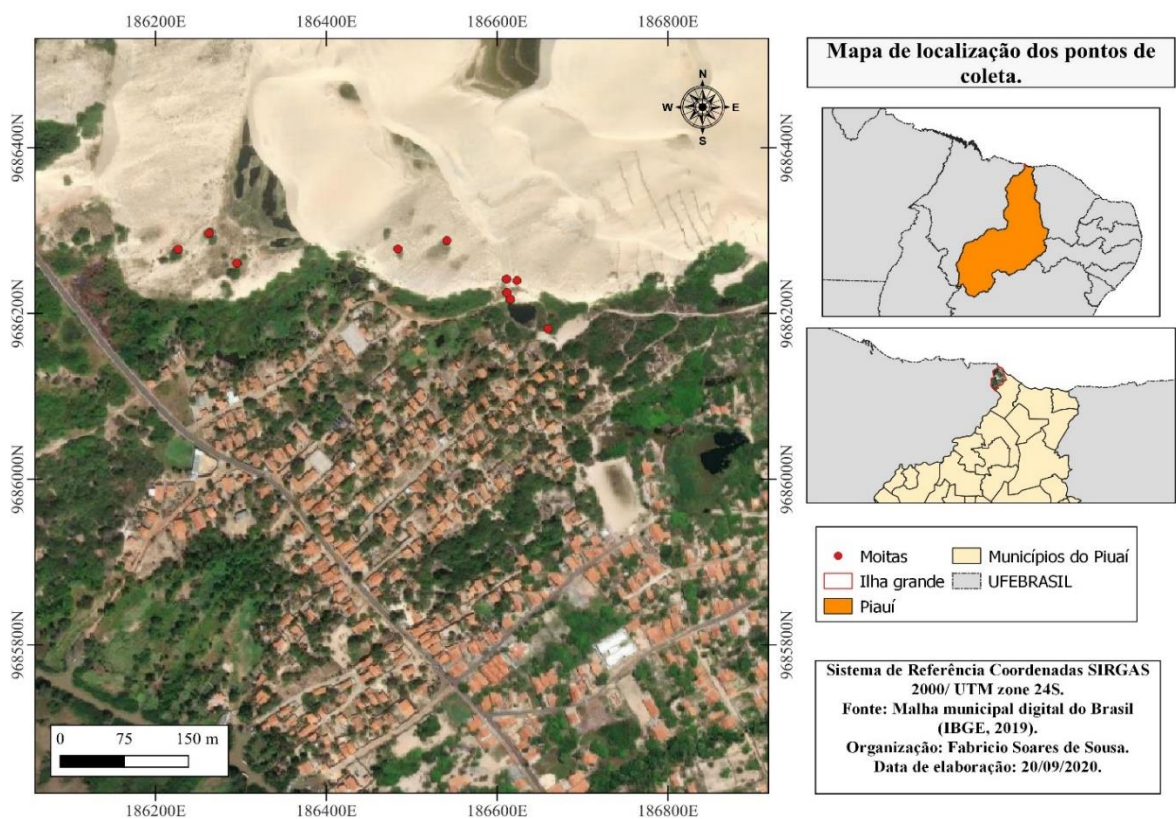 186200E
186400E
186600E
186800E
Mapa de localização dos pontos de
coleta.
N
W E
S
9686400N
9686400N
9686200N
9686200N
9686000N
9686000N
9685800N
9685800N
Moitas
Municípios do Piuaí
Ilha grande
UFEBRASIL
Piauí
0 75 150 m
Sistema de Referência Coordenadas SIRGAS
2000/ UTM zone 24S.
Fonte: Malha municipal digital do Brasil
(IBGE, 2019).
Organização: Fabricio Soares de Sousa.
Data de elaboração: 20/09/2020.
186200E
186400E
186600E
186800E